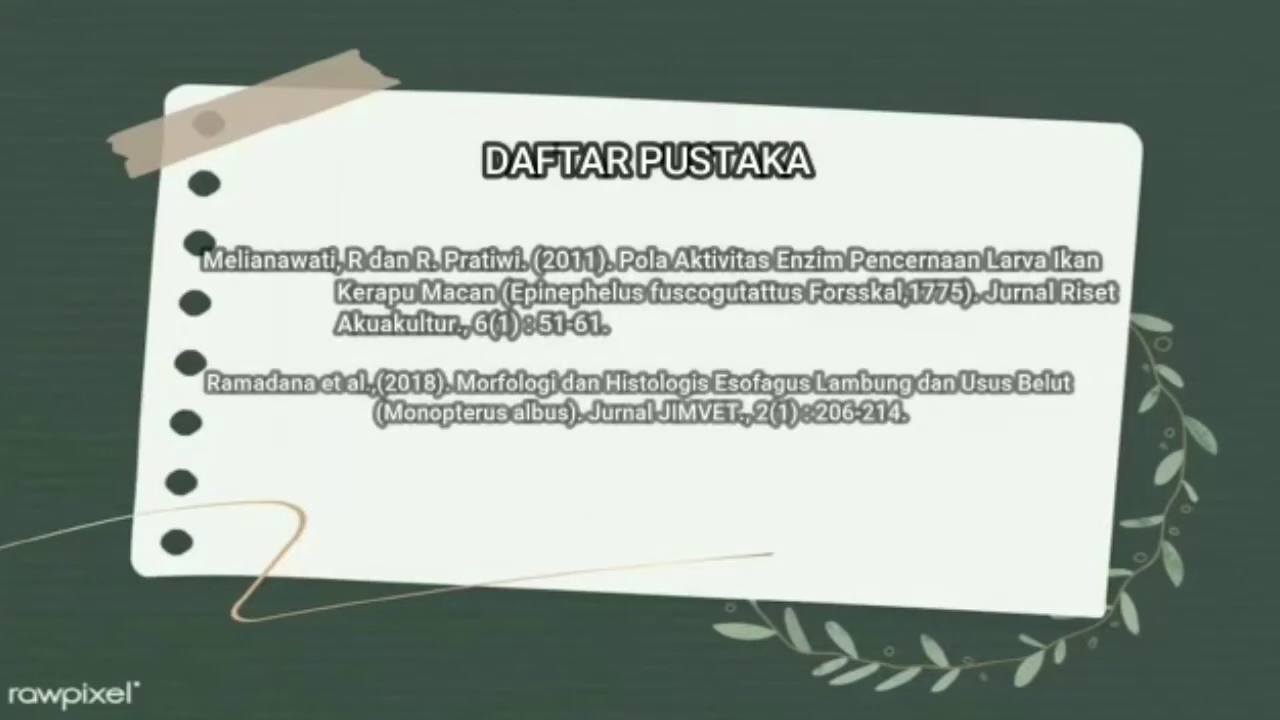 DAFTAR PUSTAKA
Melianawati, R dan R. Pratiwi. (2011). Pola Aktivitas Enzim Pencernaan Larva Ikan
Kerapu Macan (Epinephelus fuscogutattus Forsskal,1775). Jurnal Riset
Akuakultur., 6(1) : 51-61.
Ramadana et al.,(2018). Morfologi dan Histologis Esofagus Lambung dan Usus Belut
(Monopterus albus). Jurnal JIMVET., 2(1) : 206-214.
rawpixel